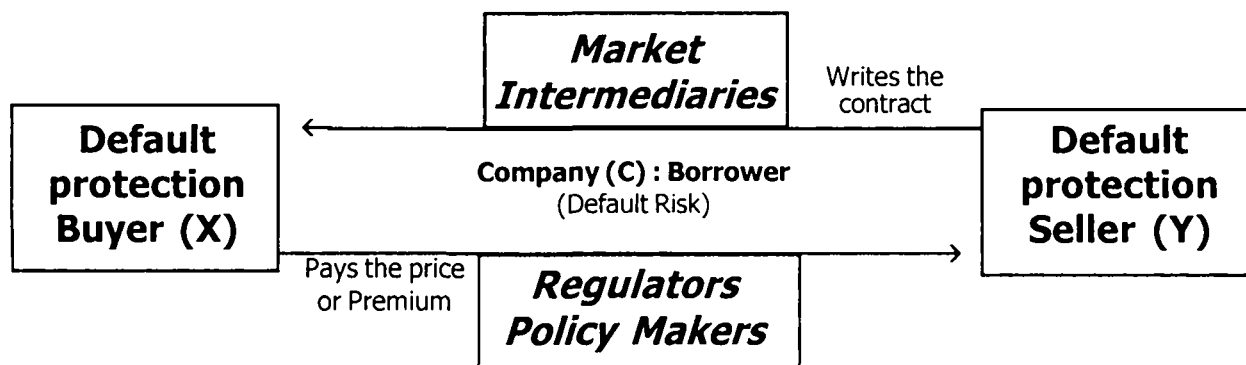 Market
Intermediaries
Writes the
contract
Default
protection
Buyer (X)
Company (C) : Borrower
(Default Risk)
Default
protection
Seller (Y)
Pays the price
or Premium
Regulators
Policy Makers